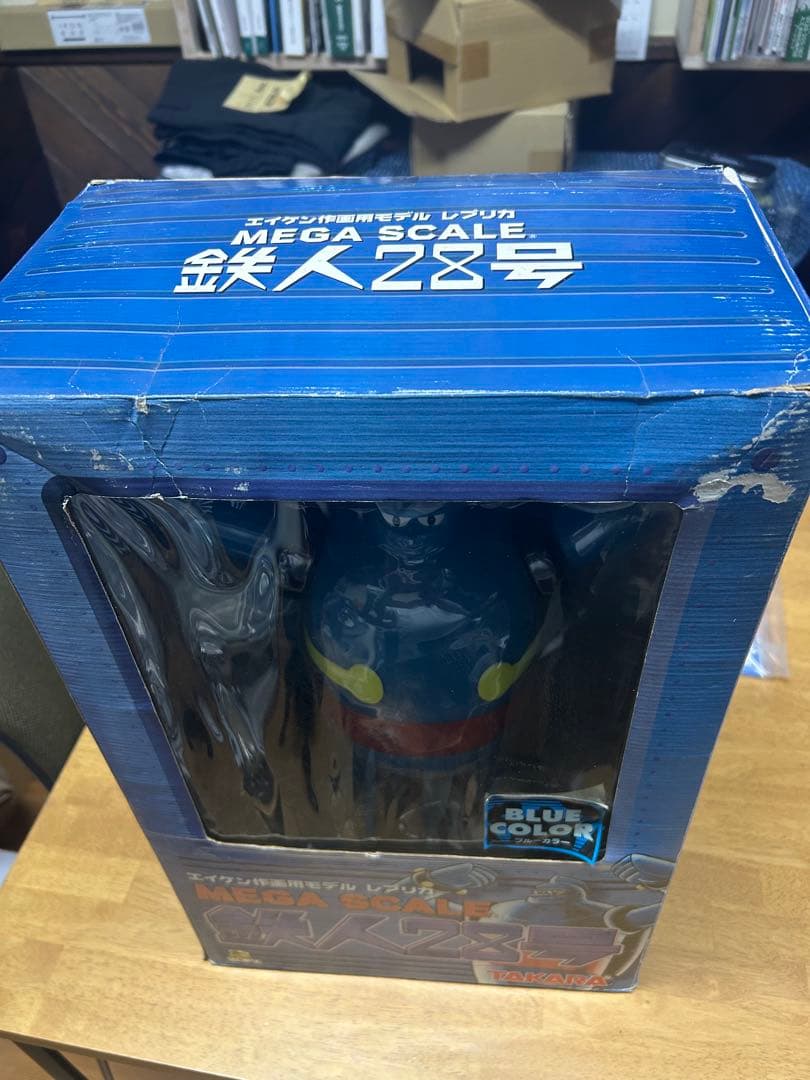 エイケン作画用モデル レプリカ
MEGA SCALE®
鉄人28号
BLUE
COLOR
ブルーカラー
エイケン作画用モデル レプリカ
MEGA SCALE
鉄人28号
TAKARA